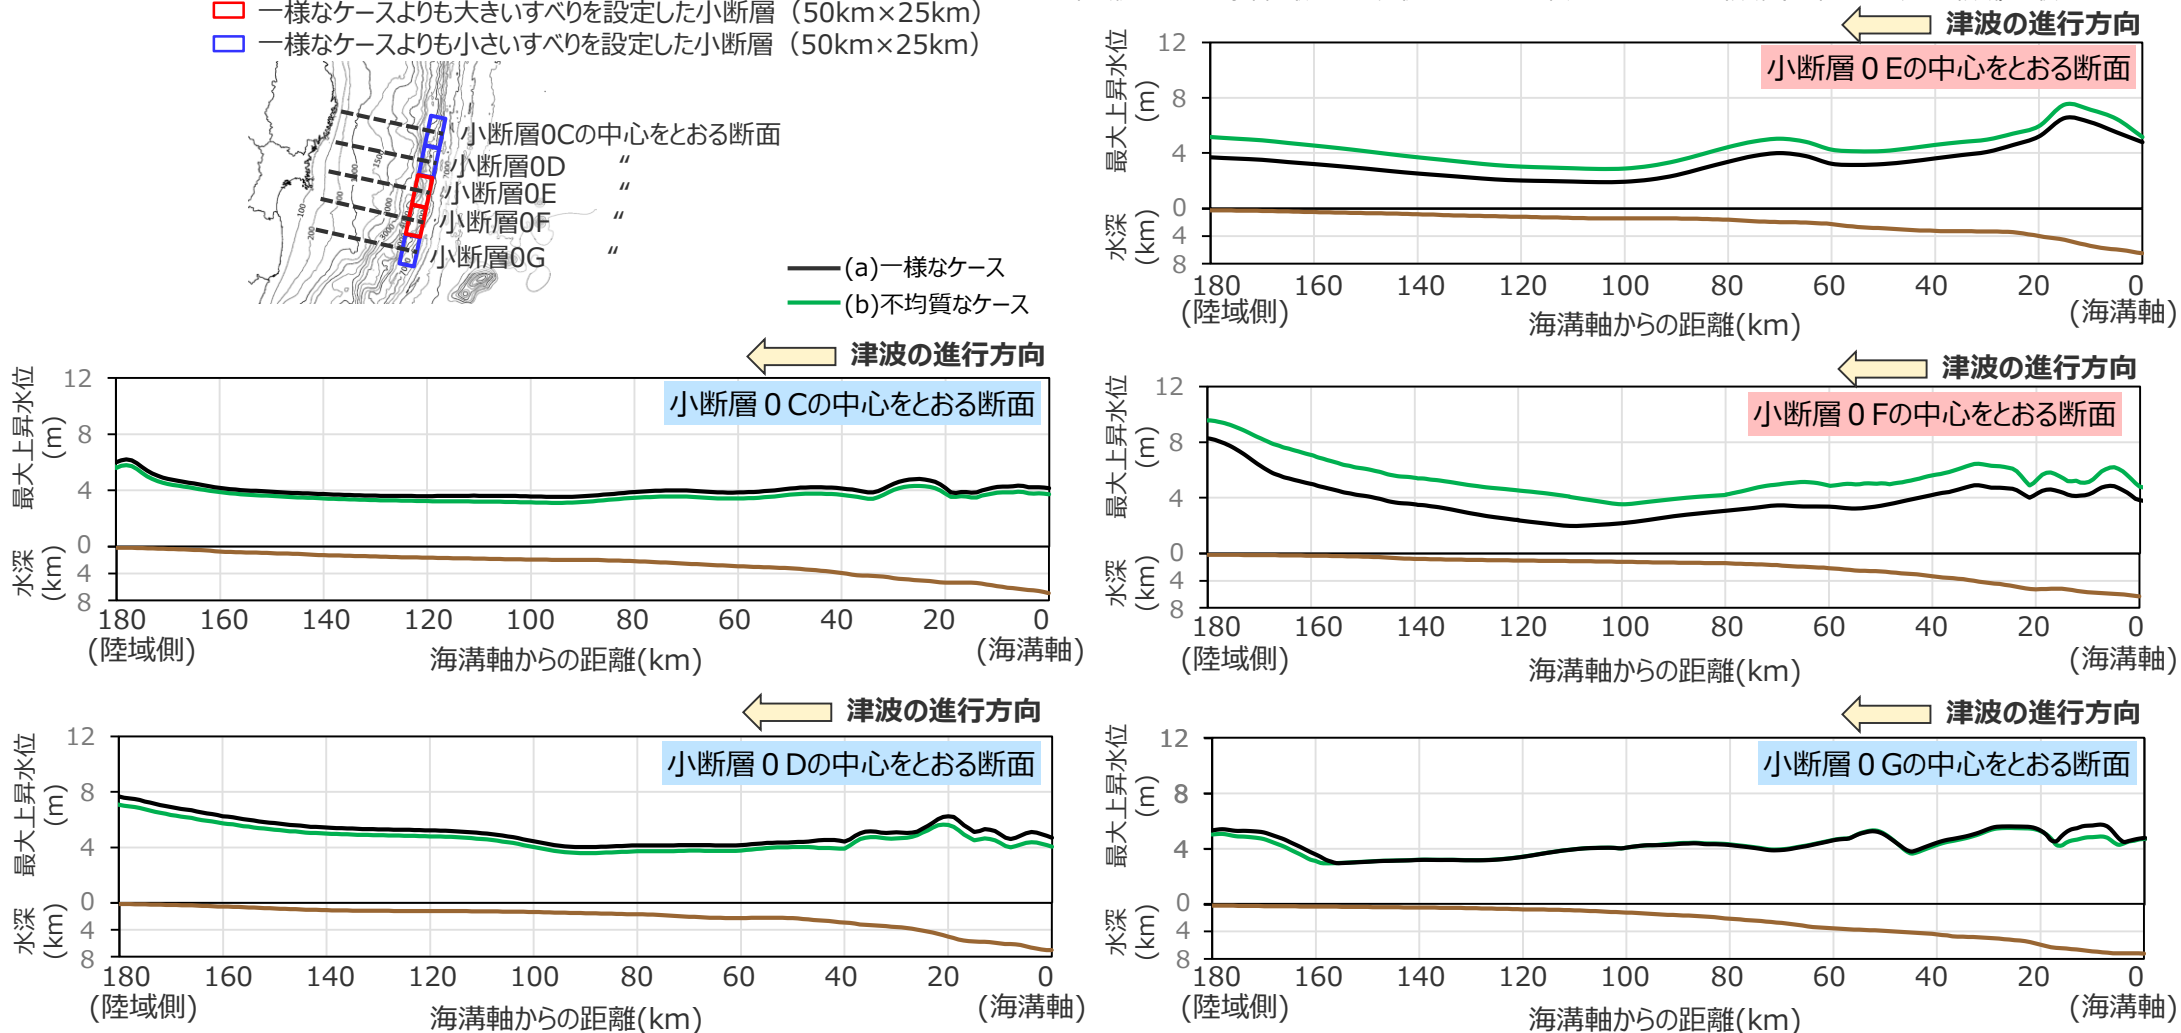 一様なケースよりも大きいすべりを設定した小断層（50km×25km）
一様なケースよりも小さいすべりを設定した小断層（50km×25km）
小断層0Cの中心をとおる断面
小断層0D　〃
小断層0E　〃
小断層0F　〃
小断層0G　〃
1500
100
200
3000
(a)一様なケース
(b)不均質なケース
津波の進行方向
小断層０Eの中心をとおる断面
最大上昇水位(m)
12
8
4
0
水深(km)
4
8
180 160 140 120 100 80 60 40 20 0
(陸域側) 海溝軸からの距離(km) (海溝軸)
津波の進行方向
小断層０Cの中心をとおる断面
最大上昇水位(m)
12
8
4
0
水深(km)
4
8
180 160 140 120 100 80 60 40 20 0
(陸域側) 海溝軸からの距離(km) (海溝軸)
津波の進行方向
小断層０Fの中心をとおる断面
最大上昇水位(m)
12
8
4
0
水深(km)
4
8
180 160 140 120 100 80 60 40 20 0
(陸域側) 海溝軸からの距離(km) (海溝軸)
津波の進行方向
小断層０Dの中心をとおる断面
最大上昇水位(m)
12
8
4
0
水深(km)
4
8
180 160 140 120 100 80 60 40 20 0
(陸域側) 海溝軸からの距離(km) (海溝軸)
津波の進行方向
小断層０Gの中心をとおる断面
最大上昇水位(m)
12
8
4
0
水深(km)
4
8
180 160 140 120 100 80 60 40 20 0
(陸域側) 海溝軸からの距離(km) (海溝軸)